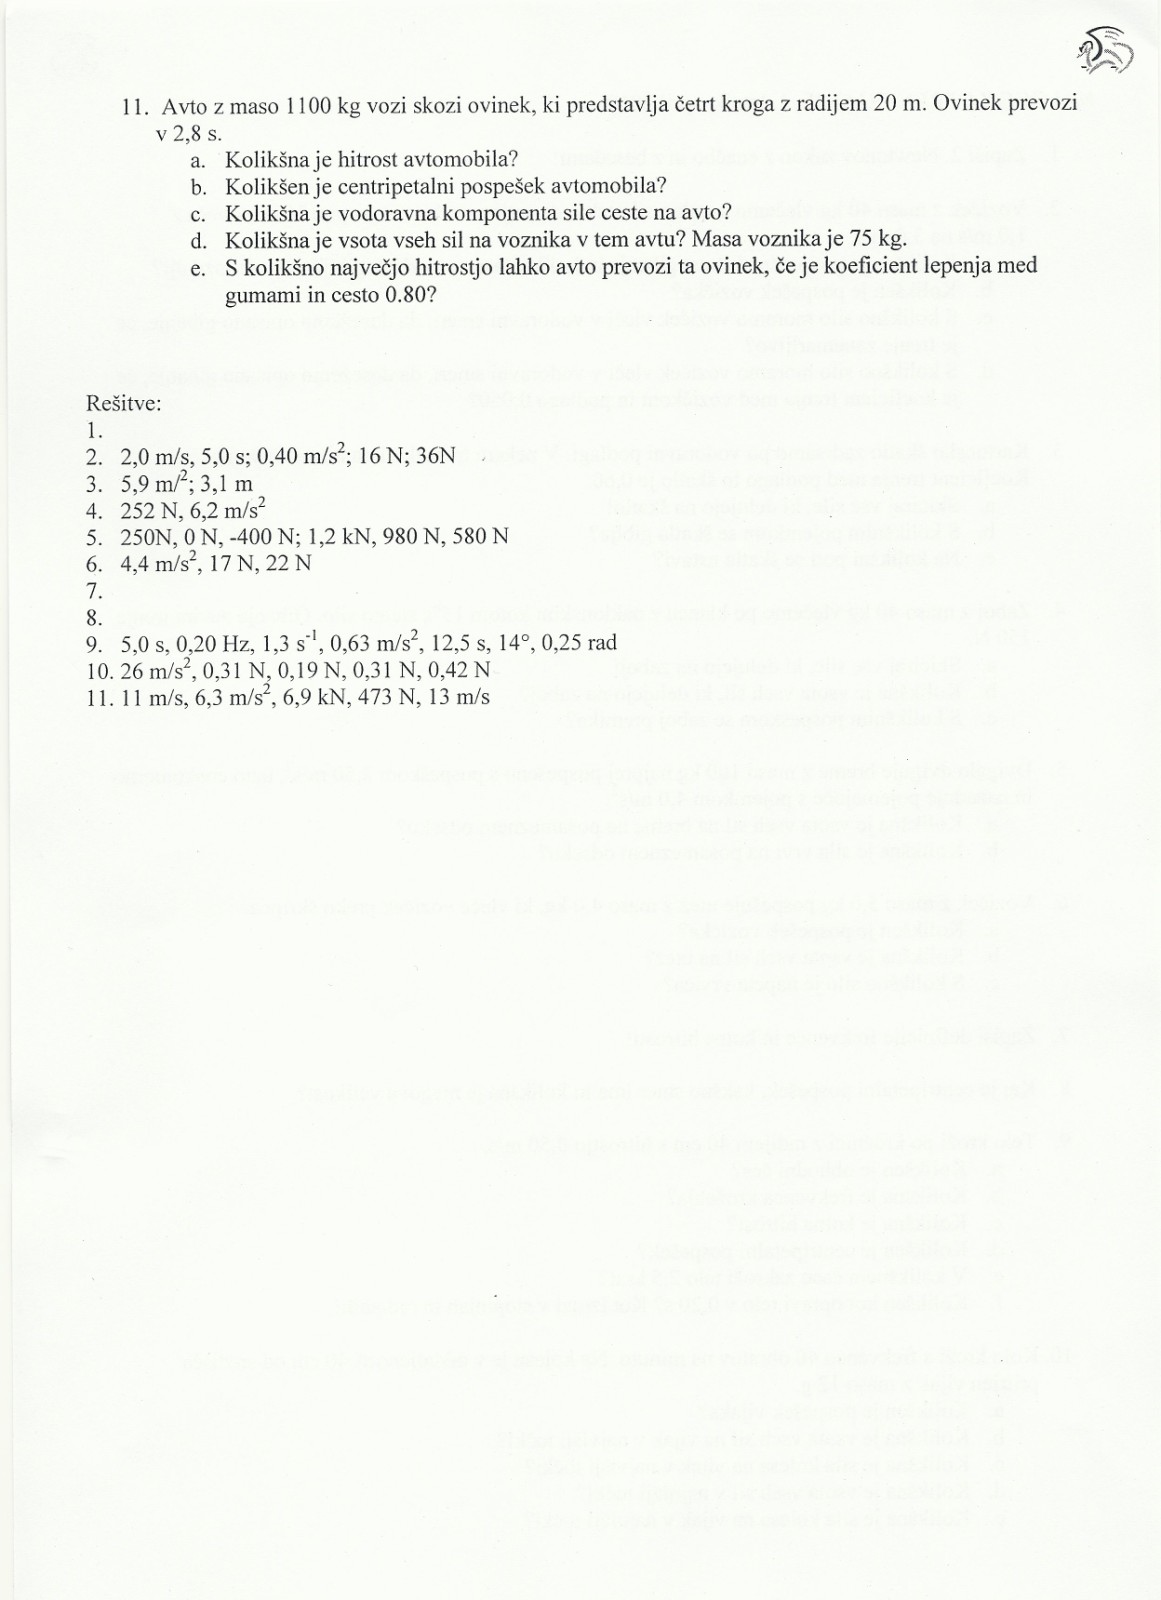 11. Avto z maso 1100 kg vozi skozi ovinek, ki predstavlja četrt kroga z radijem 20 m. Ovinek prevozi
v 2,8 s.
a. Kolikšna je hitrost avtomobila?
b. Kolikšen je centripetalni pospešek avtomobila?
c. Kolikšna je vodoravna komponenta sile ceste na avto?
d. Kolikšna je vsota vseh sil na voznika v tem avtu? Masa voznika je 75 kg.
e. S kolikšno največjo hitrostjo lahko avto prevozi ta ovinek, če je koeficient lepenja med
gumami in cesto 0.80?
Rešitve:
1.
2. 2,0 m/s, 5,0 s; 0,40 m/s²; 16 N; 36N
3. 5,9 m/²; 3,1 m
4. 252 N, 6,2 m/s²
5. 250N, 0 N, -400 N; 1,2 kN, 980 N, 580 N
6. 4,4 m/s², 17 N, 22 N
7.
8.
9. 5,0 s, 0,20 Hz, 1,3 s⁻¹, 0,63 m/s², 12,5 s, 14°, 0,25 rad
10. 26 m/s², 0,31 N, 0,19 N, 0,31 N, 0,42 N
11. 11 m/s, 6,3 m/s², 6,9 kN, 473 N, 13 m/s